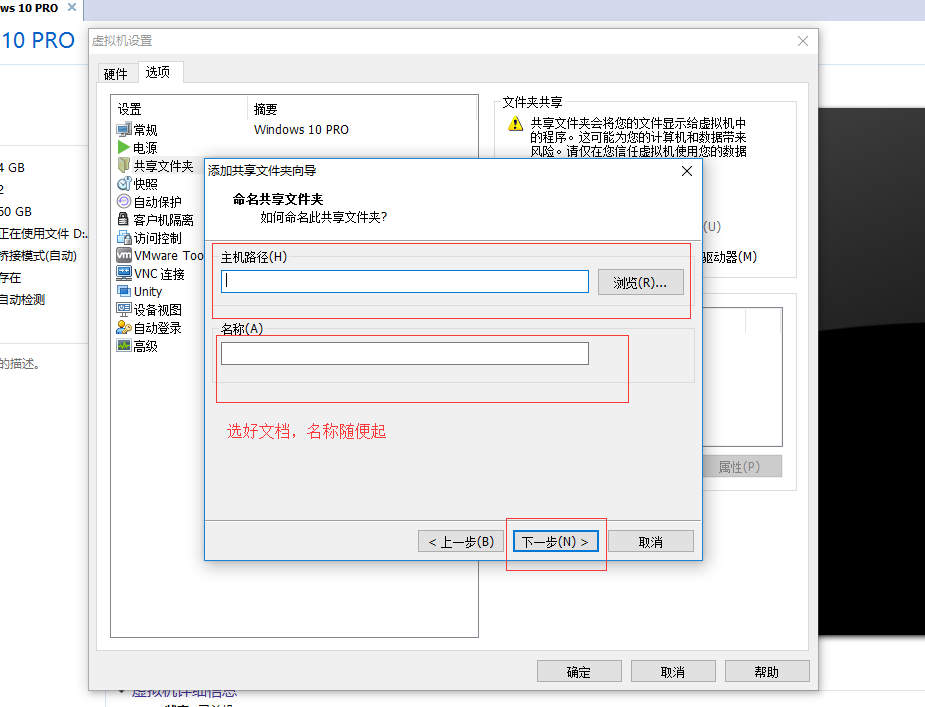 ws 10 PRO
10 PRO
虚拟机设置
硬件
选项
设置
摘要
常规
Windows 10 PRO
电源
共享文件夹
快照
自动保护
客户机隔离
访问控制
VMware Too
VNC 连接
Unity
设备视图
自动登录
高级
文件夹共享
共享文件夹会将您的文件显示给虚拟机中
的程序。这可能为您的计算机和数据带来
风险。请仅在您信任虚拟机使用您的数据
(U)
驱动器(M)
属性(P)
4 GB
2
50 GB
正在使用文件 D:.
桥接模式(自动)
存在
自动检测
的描述。
添加共享文件夹向导
命名共享文件夹
如何命名此共享文件夹?
主机路径(H)
浏览(R)...
名称(A)
选好文档，名称随便起
< 上一步(B)
下一步(N) >
取消
确定
取消
帮助
虚拟机详细信息